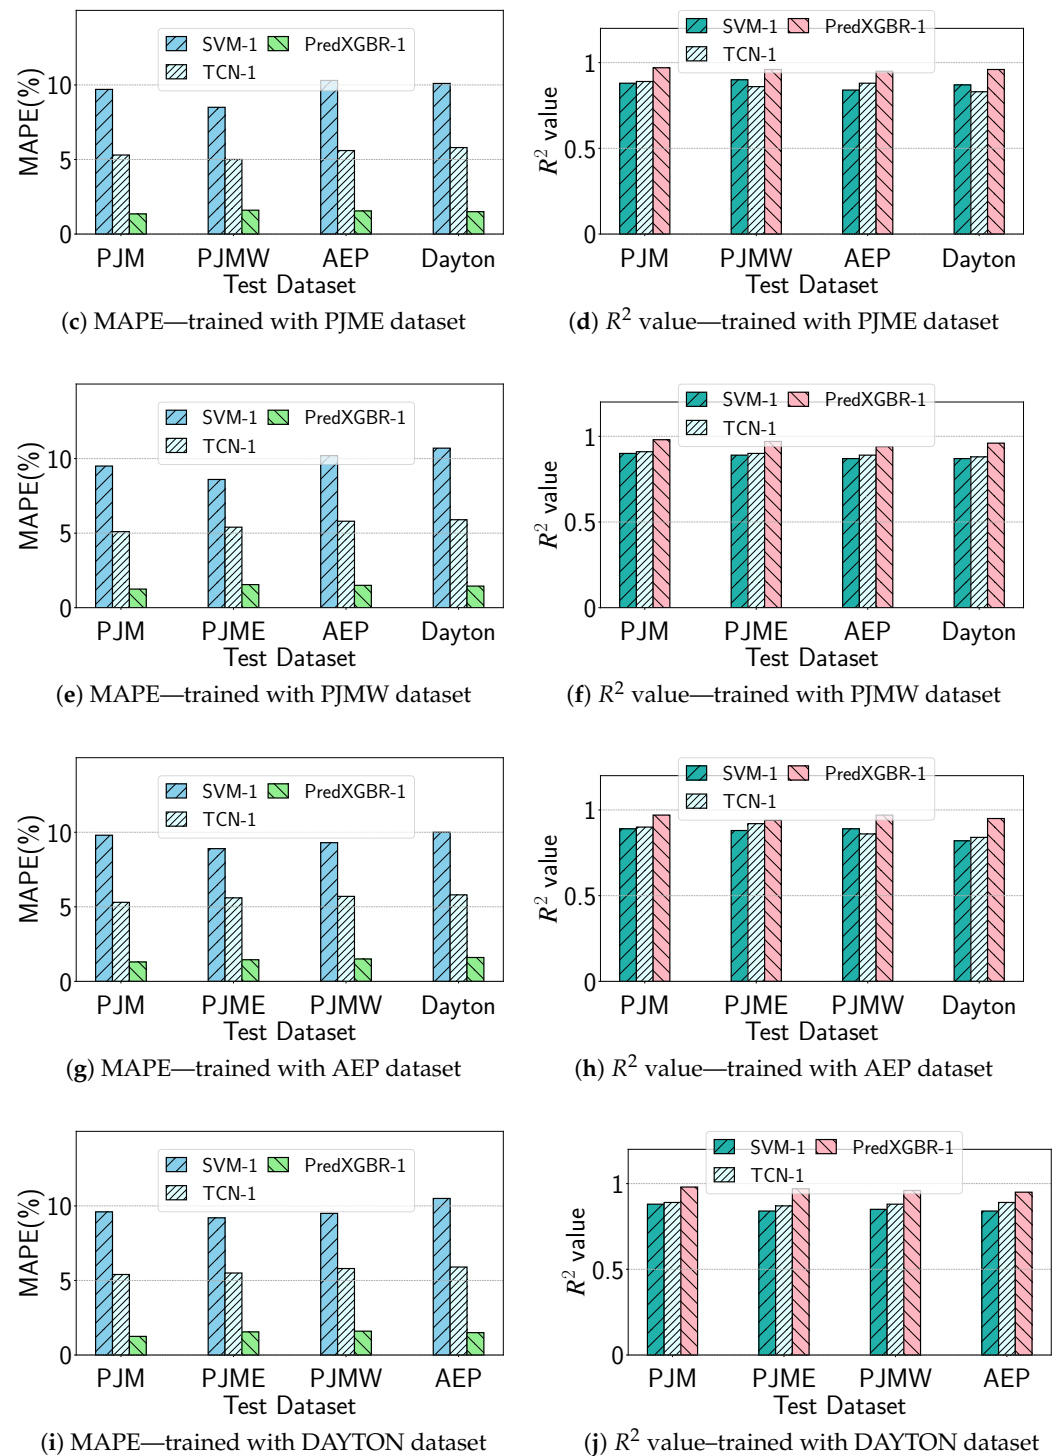 MAPE(%)
10
5
0
SVM-1
PredXGBR-1
TCN-1
PJM
PJMW
AEP
Dayton
Test Dataset
(c) MAPE—trained with PJME dataset
R² value
1
0.5
0
SVM-1
PredXGBR-1
TCN-1
PJM
PJMW
AEP
Dayton
Test Dataset
(d) R² value—trained with PJME dataset
MAPE(%)
10
5
0
SVM-1
PredXGBR-1
TCN-1
PJM
PJME
AEP
Dayton
Test Dataset
(e) MAPE—trained with PJMW dataset
R² value
1
0.5
0
SVM-1
PredXGBR-1
TCN-1
PJM
PJME
AEP
Dayton
Test Dataset
(f) R² value—trained with PJMW dataset
MAPE(%)
10
5
0
SVM-1
PredXGBR-1
TCN-1
PJM
PJME
PJMW
Dayton
Test Dataset
(g) MAPE—trained with AEP dataset
R² value
1
0.5
0
SVM-1
PredXGBR-1
TCN-1
PJM
PJME
PJMW
Dayton
Test Dataset
(h) R² value—trained with AEP dataset
MAPE(%)
10
5
0
SVM-1
PredXGBR-1
TCN-1
PJM
PJME
PJMW
AEP
Test Dataset
(i) MAPE—trained with DAYTON dataset
R² value
1
0.5
0
SVM-1
PredXGBR-1
TCN-1
PJM
PJME
PJMW
AEP
Test Dataset
(j) R² value–trained with DAYTON dataset